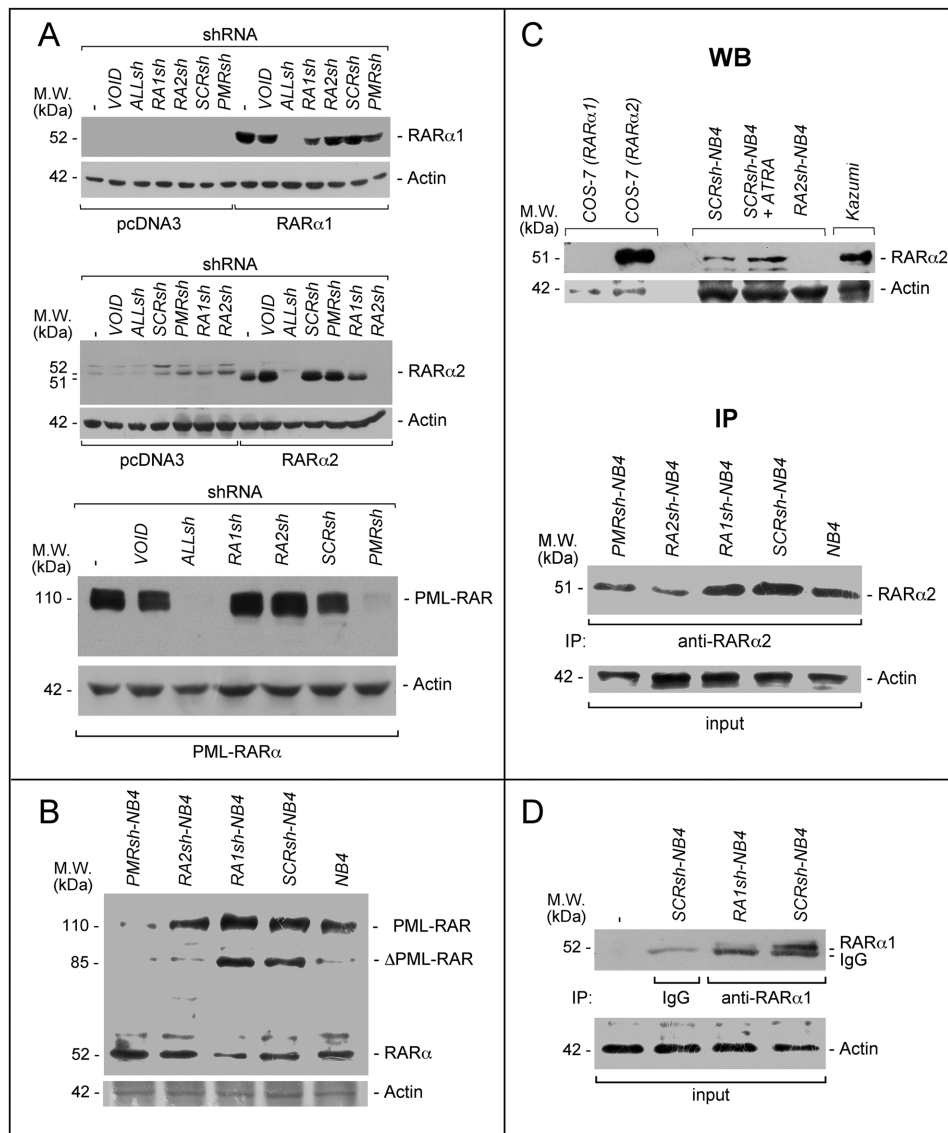 A
shRNA
M.W.
(kDa)
- VOID ALLsh RA1sh RA2sh SCRsh PMRsh - VOID ALLsh RA1sh RA2sh SCRsh PMRsh
52 - - RARα1
42 - - Actin
pcDNA3 RARα1
shRNA
M.W.
(kDa)
- VOID ALLsh SCRsh PMRsh RA1sh RA2sh - VOID ALLsh SCRsh PMRsh RA1sh RA2sh
52 -
51 - - RARα2
42 - - Actin
pcDNA3 RARα2
shRNA
M.W.
(kDa)
- VOID ALLsh RA1sh RA2sh SCRsh PMRsh
110 - - PML-RAR
42 - - Actin
PML-RARα
B
M.W.
(kDa)
PMRsh-NB4 RA2sh-NB4 RA1sh-NB4 SCRsh-NB4 NB4
110 - PML-RAR
85 - - ΔPML-RAR
52 - - RARα
42 - - Actin
C
WB
M.W.
(kDa)
COS-7 (RARα1) COS-7 (RARα2) SCRsh-NB4 SCRsh-NB4
+ ATRA RA2sh-NB4 Kazumi
51 - - RARα2
42 - - Actin
IP
M.W.
(kDa)
PMRsh-NB4 RA2sh-NB4 RA1sh-NB4 SCRsh-NB4 NB4
51 - - RARα2
IP: anti-RARα2
42 - - Actin
input
D
M.W.
(kDa)
- SCRsh-NB4 RA1sh-NB4 SCRsh-NB4
52 - - RARα1
- IgG
IP: IgG anti-RARα1
42 - - Actin
input